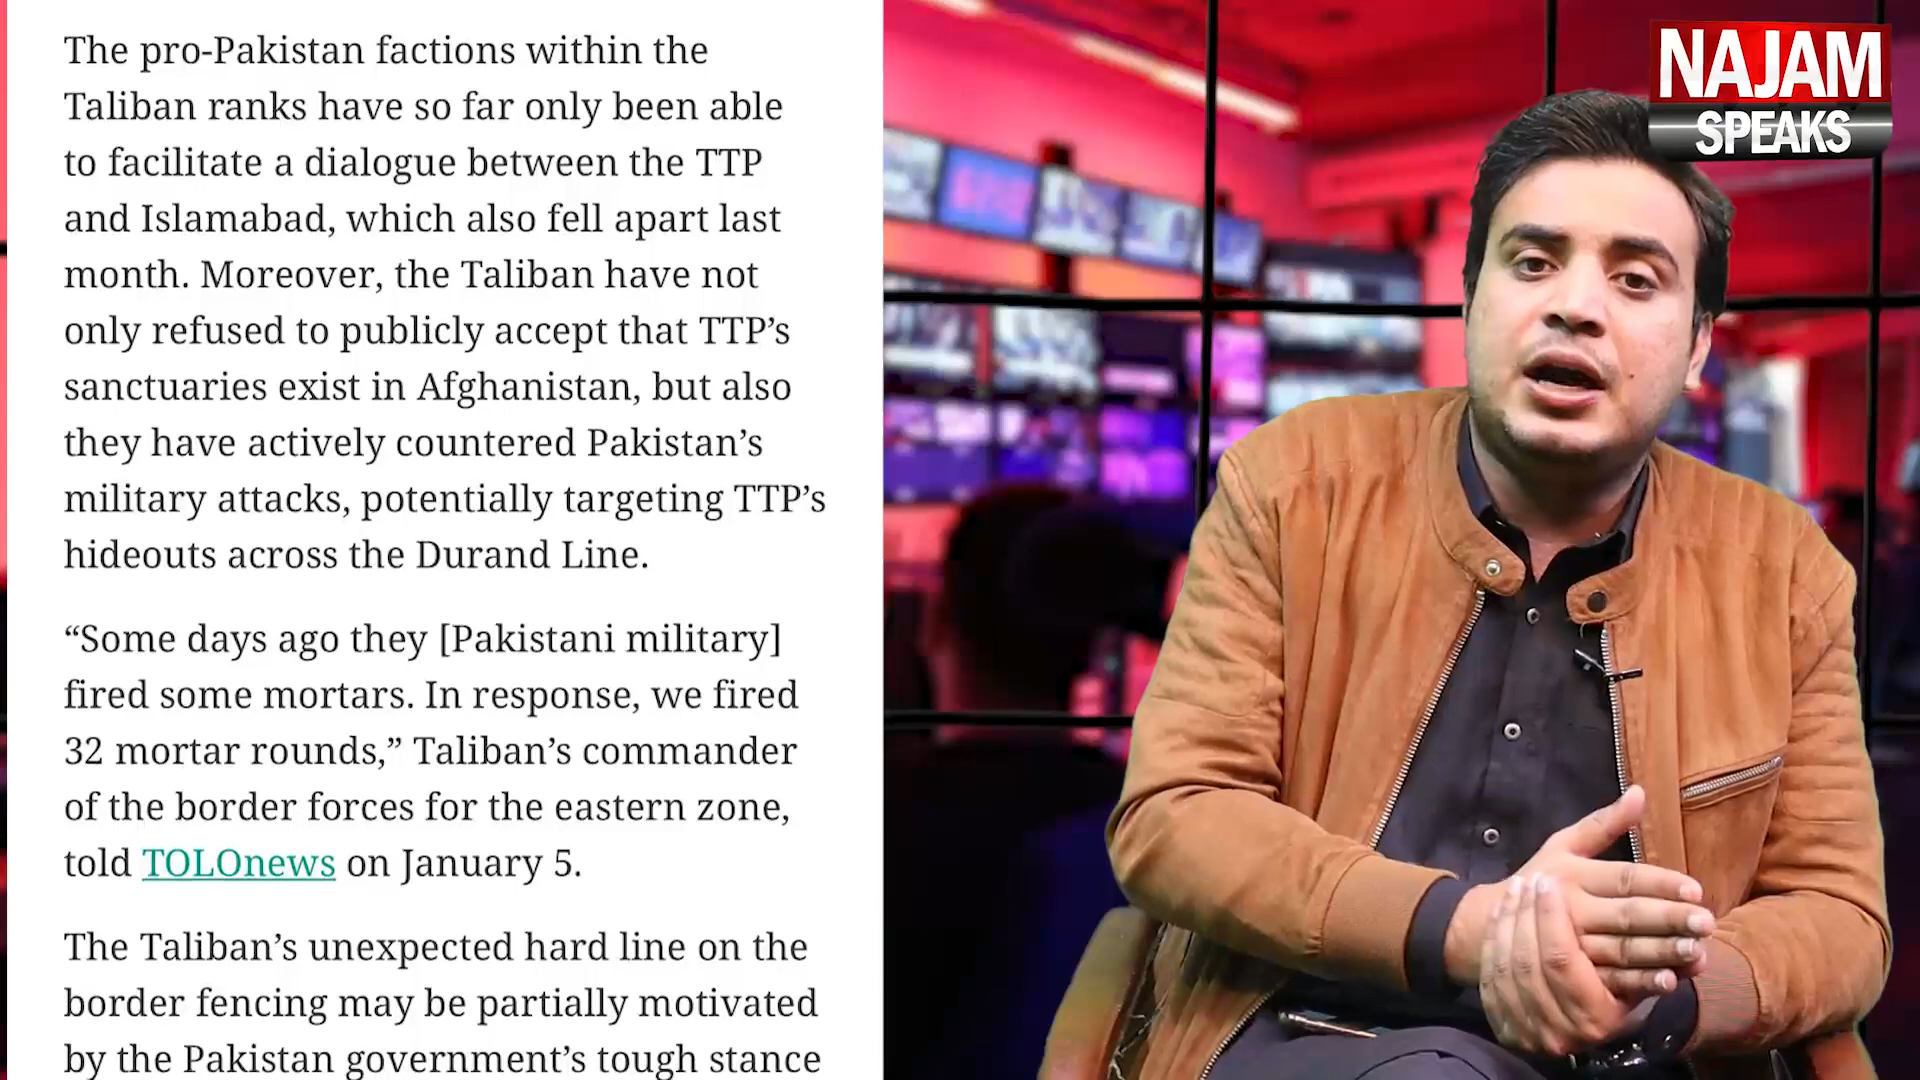 The pro-Pakistan factions within the
Taliban ranks have so far only been able
to facilitate a dialogue between the TTP
and Islamabad, which also fell apart last
month. Moreover, the Taliban have not
only refused to publicly accept that TTP’s
sanctuaries exist in Afghanistan, but also
they have actively countered Pakistan’s
military attacks, potentially targeting TTP’s
hideouts across the Durand Line.
“Some days ago they [Pakistani military]
fired some mortars. In response, we fired
32 mortar rounds,” Taliban’s commander
of the border forces for the eastern zone,
told TOLOnews on January 5.
The Taliban’s unexpected hard line on the
border fencing may be partially motivated
by the Pakistan government’s tough stance
NAJAM
SPEAKS